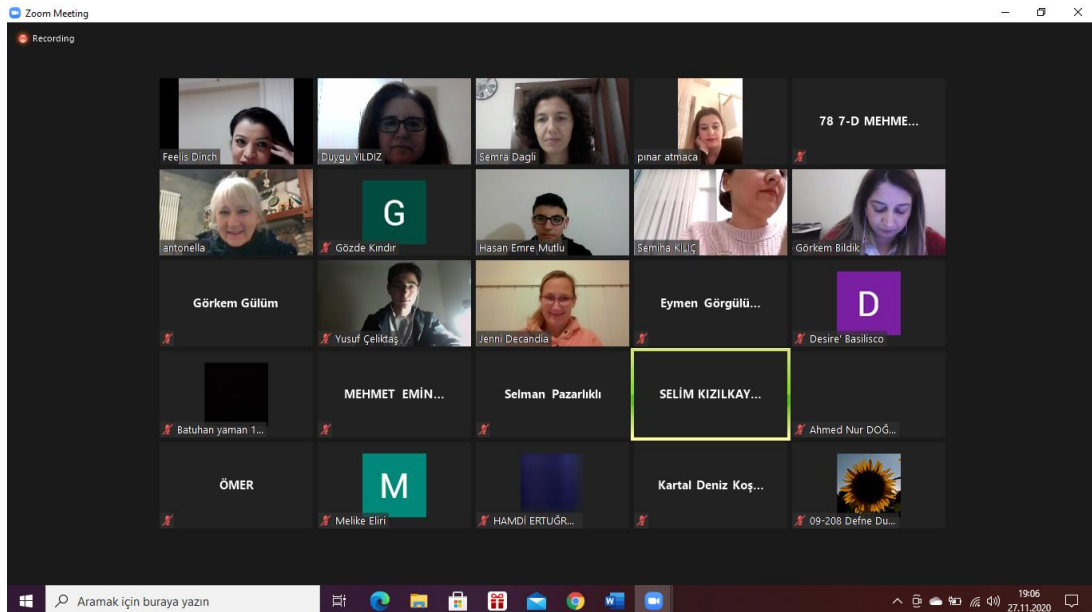 Zoom Meeting
Recording
Feelis Dinch
Duygu YILDIZ
Semra Dagli
pınar atmaca
78 7-D MEHME...
antonella
G
Gözde Kındır
Hasan Emre Mutlu
Semiha KILIÇ
Görkem Bildik
Görkem Gülüm
Yusuf Çeliktaş
Jenni Decandia
Eymen Görgülü...
D
Desire' Basilisco
Batuhan yaman 1...
MEHMET EMİN...
Selman Pazarlıklı
SELİM KIZILKAY...
Ahmed Nur DOĞ...
ÖMER
M
Melike Eliri
HAMDİ ERTUĞR...
Kartal Deniz Koş...
09-208 Defne Du...
Aramak için buraya yazın
19:06
27.11.2020